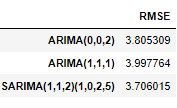 RMSE
ARIMA(0,0,2) 3.805309
ARIMA(1,1,1) 3.997764
SARIMA(1,1,2)(1,0,2,5) 3.706015